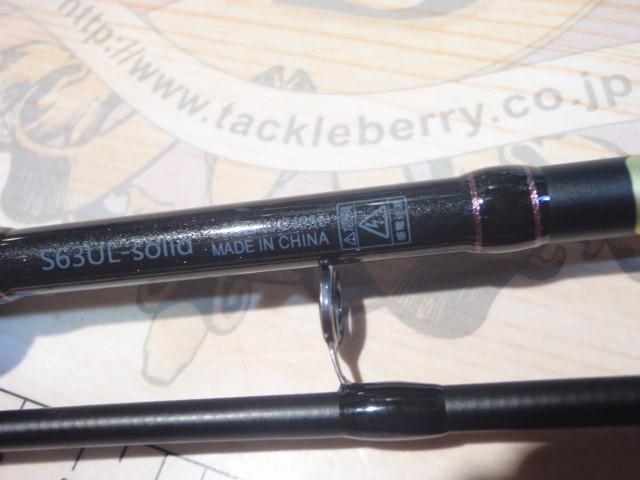 http://www.tackleberry.co.jp
S63UL-solid MADE IN CHINA